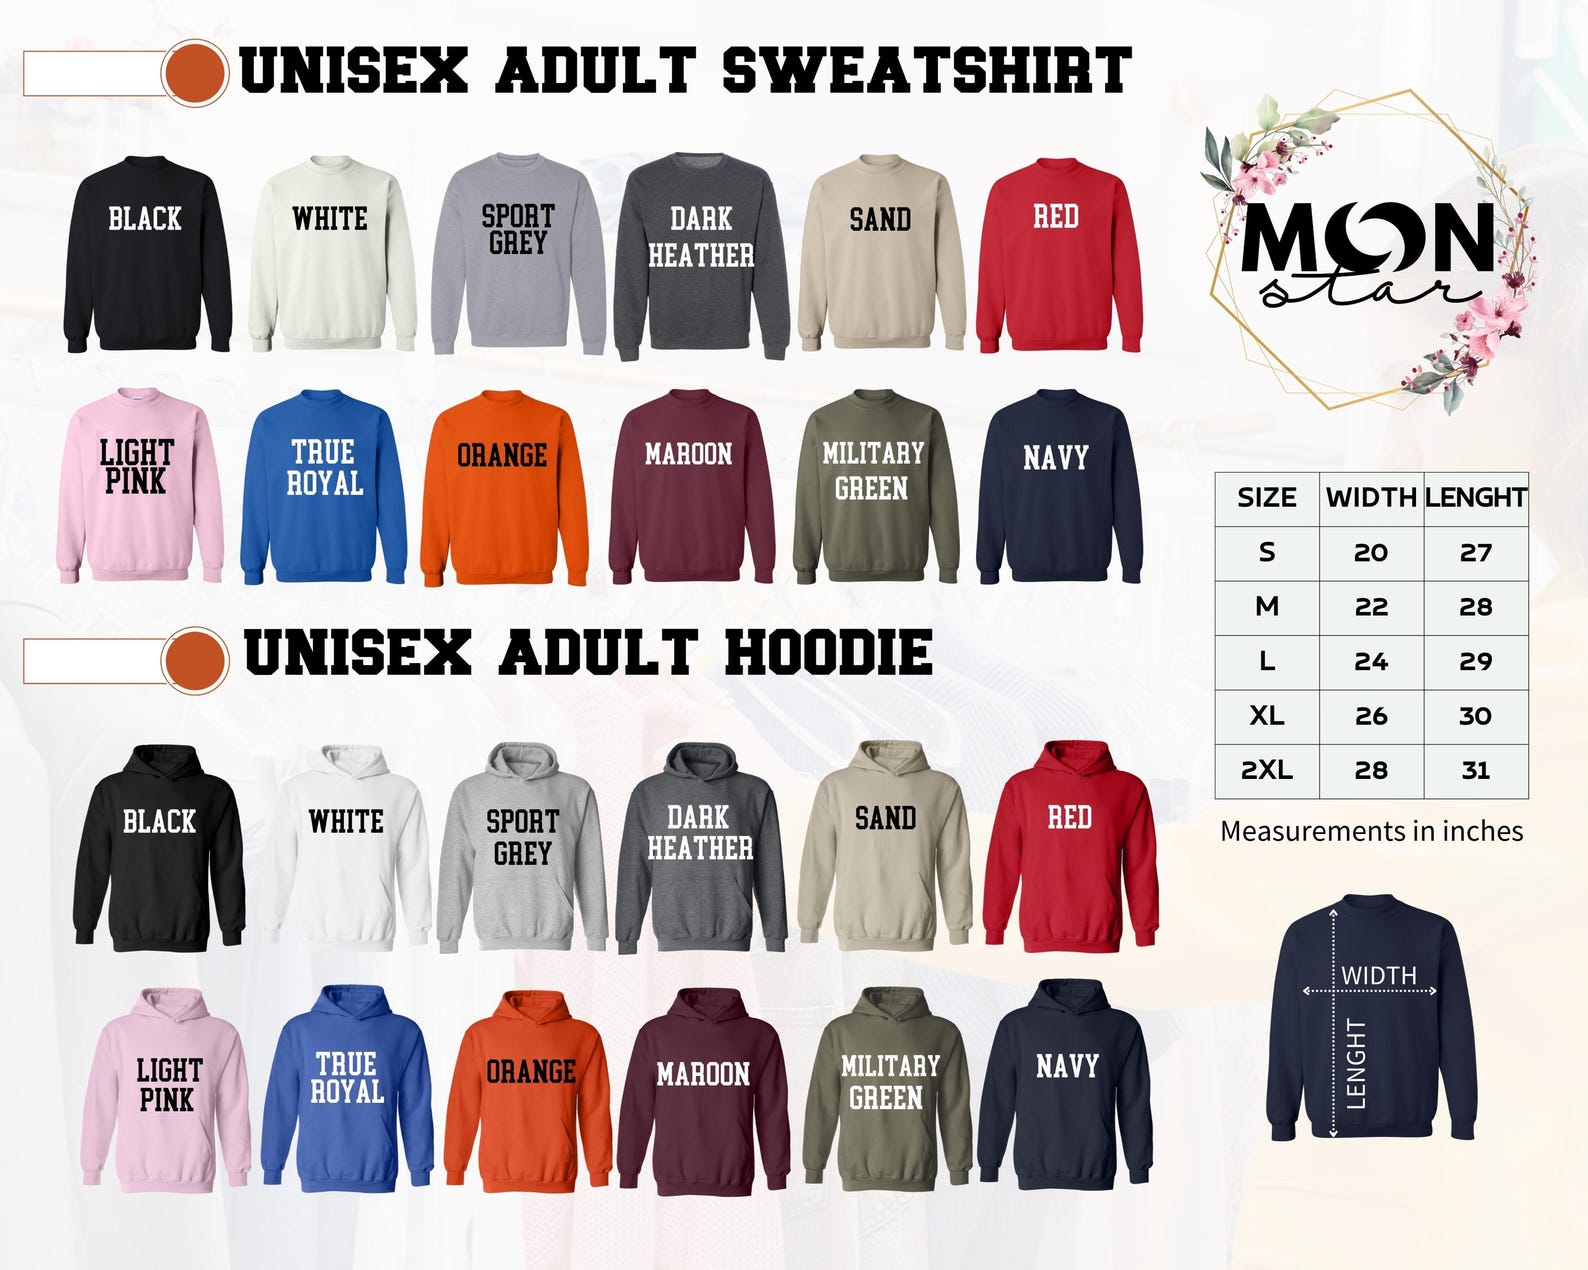 UNISEX ADULT SWEATSHIRT
BLACK
WHITE
SPORT
GREY
DARK
HEATHER
SAND
RED
LIGHT
PINK
TRUE
ROYAL
ORANGE
MAROON
MILITARY
GREEN
NAVY
UNISEX ADULT HOODIE
BLACK
WHITE
SPORT
GREY
DARK
HEATHER
SAND
RED
LIGHT
PINK
TRUE
ROYAL
ORANGE
MAROON
MILITARY
GREEN
NAVY
MOON
star
SIZE WIDTH LENGHT
S 20 27
M 22 28
L 24 29
XL 26 30
2XL 28 31
Measurements in inches
WIDTH
LENGHT